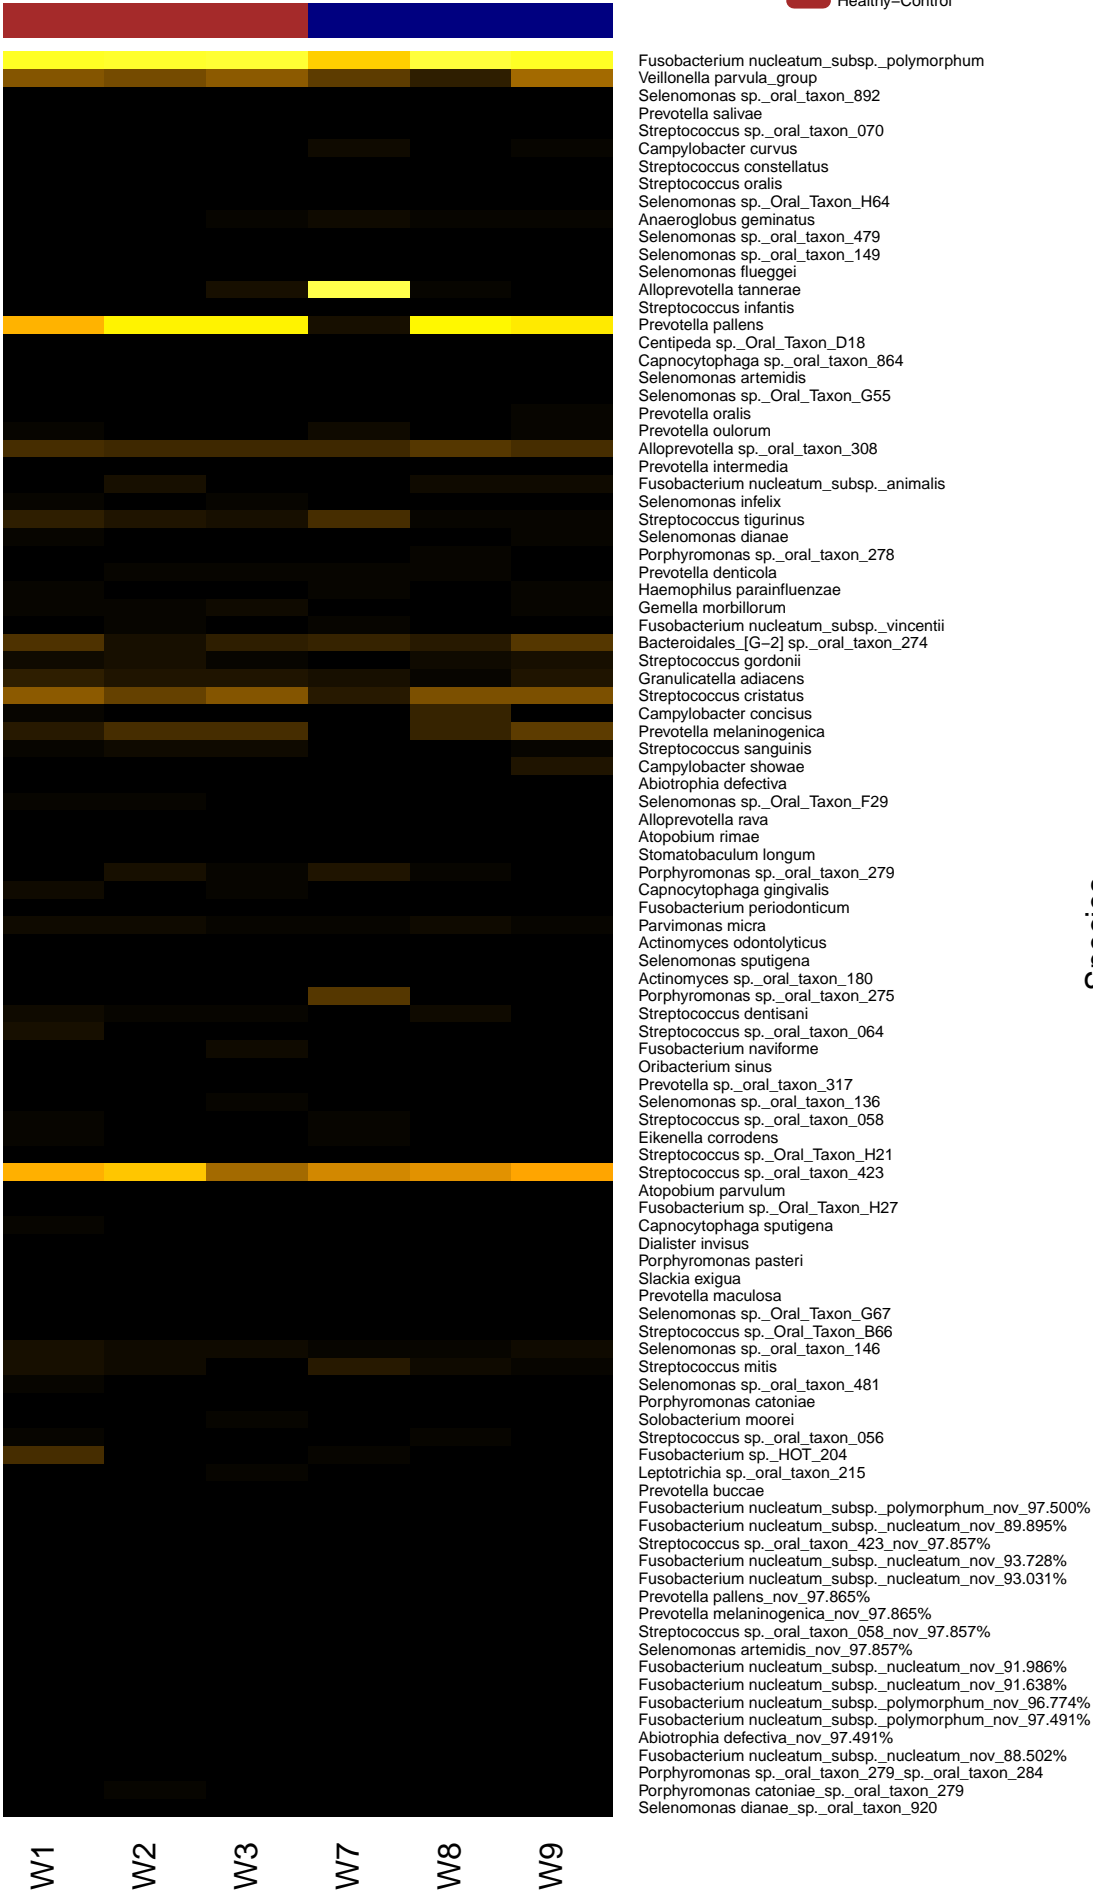 Healthy−Control
Fusobacterium nucleatum_subsp._polymorphum
Veillonella parvula_group
Selenomonas sp._oral_taxon_892
Prevotella salivae
Streptococcus sp._oral_taxon_070
Campylobacter curvus
Streptococcus constellatus
Streptococcus oralis
Selenomonas sp._Oral_Taxon_H64
Anaeroglobus geminatus
Selenomonas sp._oral_taxon_479
Selenomonas sp._oral_taxon_149
Selenomonas flueggei
Alloprevotella tannerae
Streptococcus infantis
Prevotella pallens
Centipeda sp._Oral_Taxon_D18
Capnocytophaga sp._oral_taxon_864
Selenomonas artemidis
Selenomonas sp._Oral_Taxon_G55
Prevotella oralis
Prevotella oulorum
Alloprevotella sp._oral_taxon_308
Prevotella intermedia
Fusobacterium nucleatum_subsp._animalis
Selenomonas infelix
Streptococcus tigurinus
Selenomonas dianae
Porphyromonas sp._oral_taxon_278
Prevotella denticola
Haemophilus parainfluenzae
Gemella morbillorum
Fusobacterium nucleatum_subsp._vincentii
Bacteroidales_[G−2] sp._oral_taxon_274
Streptococcus gordonii
Granulicatella adiacens
Streptococcus cristatus
Campylobacter concisus
Prevotella melaninogenica
Streptococcus sanguinis
Campylobacter showae
Abiotrophia defectiva
Selenomonas sp._Oral_Taxon_F29
Alloprevotella rava
Atopobium rimae
Stomatobaculum longum
Porphyromonas sp._oral_taxon_279
Capnocytophaga gingivalis
Fusobacterium periodonticum
Parvimonas micra
Actinomyces odontolyticus
Selenomonas sputigena
Actinomyces sp._oral_taxon_180
Porphyromonas sp._oral_taxon_275
Streptococcus dentisani
Streptococcus sp._oral_taxon_064
Fusobacterium naviforme
Oribacterium sinus
Prevotella sp._oral_taxon_317
Selenomonas sp._oral_taxon_136
Streptococcus sp._oral_taxon_058
Eikenella corrodens
Streptococcus sp._Oral_Taxon_H21
Streptococcus sp._oral_taxon_423
Atopobium parvulum
Fusobacterium sp._Oral_Taxon_H27
Capnocytophaga sputigena
Dialister invisus
Porphyromonas pasteri
Slackia exigua
Prevotella maculosa
Selenomonas sp._Oral_Taxon_G67
Streptococcus sp._Oral_Taxon_B66
Selenomonas sp._oral_taxon_146
Streptococcus mitis
Selenomonas sp._oral_taxon_481
Porphyromonas catoniae
Solobacterium moorei
Streptococcus sp._oral_taxon_056
Fusobacterium sp._HOT_204
Leptotrichia sp._oral_taxon_215
Prevotella buccae
Fusobacterium nucleatum_subsp._polymorphum_nov_97.500%
Fusobacterium nucleatum_subsp._nucleatum_nov_89.895%
Streptococcus sp._oral_taxon_423_nov_97.857%
Fusobacterium nucleatum_subsp._nucleatum_nov_93.728%
Fusobacterium nucleatum_subsp._nucleatum_nov_93.031%
Prevotella pallens_nov_97.865%
Prevotella melaninogenica_nov_97.865%
Streptococcus sp._oral_taxon_058_nov_97.857%
Selenomonas artemidis_nov_97.857%
Fusobacterium nucleatum_subsp._nucleatum_nov_91.986%
Fusobacterium nucleatum_subsp._nucleatum_nov_91.638%
Fusobacterium nucleatum_subsp._polymorphum_nov_96.774%
Fusobacterium nucleatum_subsp._polymorphum_nov_97.491%
Abiotrophia defectiva_nov_97.491%
Fusobacterium nucleatum_subsp._nucleatum_nov_88.502%
Porphyromonas sp._oral_taxon_279_sp._oral_taxon_284
Porphyromonas catoniae_sp._oral_taxon_279
Selenomonas dianae_sp._oral_taxon_920
W1 W2 W3 W7 W8 W9